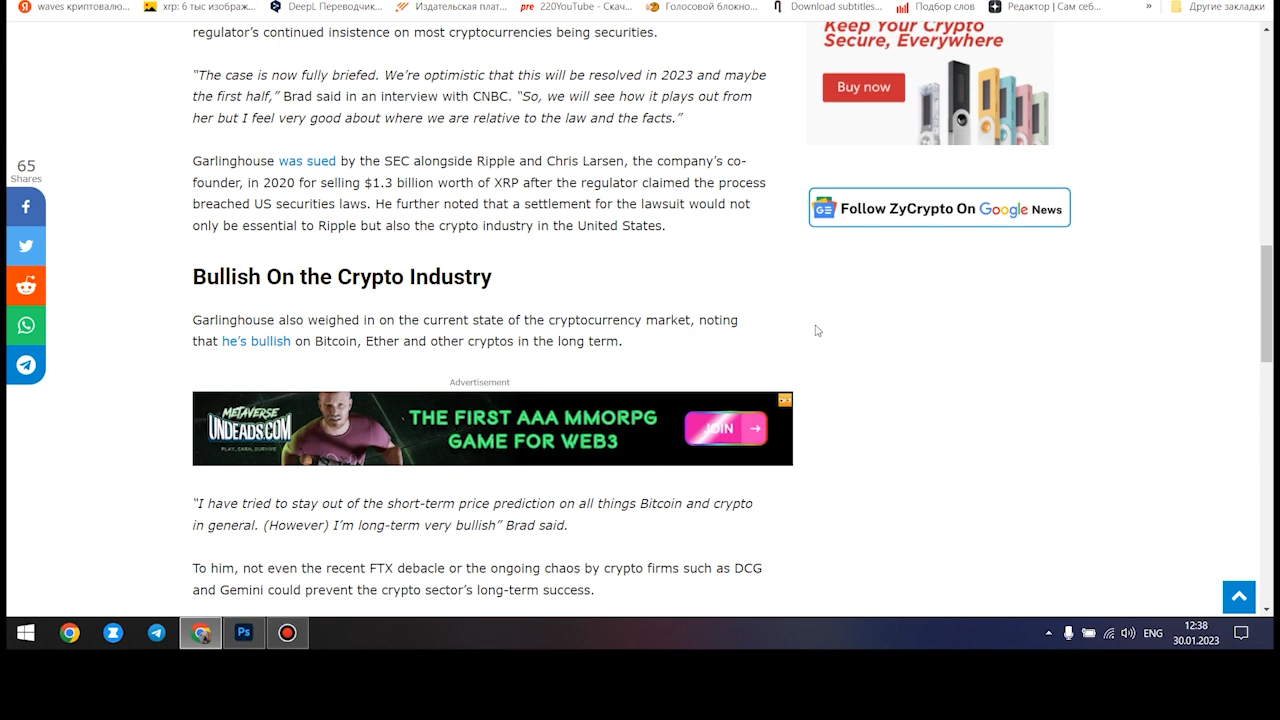 waves криптовалю...
xrp: 6 тыс изображ...
DeepL Переводчик...
Издательская плат...
pre 220YouTube - Скач...
Голосовой блокно...
Download subtitles...
Подбор слов
Редактор | Сам себ...
»
Другие закладки
regulator's continued insistence on most cryptocurrencies being securities.
“The case is now fully briefed. We’re optimistic that this will be resolved in 2023 and maybe
the first half,” Brad said in an interview with CNBC. “So, we will see how it plays out from
her but I feel very good about where we are relative to the law and the facts.”
Garlinghouse was sued by the SEC alongside Ripple and Chris Larsen, the company’s co-
founder, in 2020 for selling $1.3 billion worth of XRP after the regulator claimed the process
breached US securities laws. He further noted that a settlement for the lawsuit would not
only be essential to Ripple but also the crypto industry in the United States.
Bullish On the Crypto Industry
Garlinghouse also weighed in on the current state of the cryptocurrency market, noting
that he’s bullish on Bitcoin, Ether and other cryptos in the long term.
Advertisement
METAVERSE
UNDEADS.COM
PLAY, EARN, SURVIVE
THE FIRST AAA MMORPG
GAME FOR WEB3
JOIN
“I have tried to stay out of the short-term price prediction on all things Bitcoin and crypto
in general. (However) I’m long-term very bullish” Brad said.
To him, not even the recent FTX debacle or the ongoing chaos by crypto firms such as DCG
and Gemini could prevent the crypto sector’s long-term success.
65
Shares
Keep Your Crypto
Secure, Everywhere
Buy now
GE Follow ZyCrypto On Google News
Ps
ENG
12:38
30.01.2023